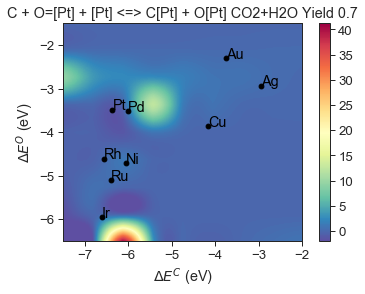 C + O=[Pt] + [Pt] <=> C[Pt] + O[Pt] CO2+H2O Yield 0.7
ΔE^O (eV)
−2
−3
−4
−5
−6
Au
Ag
Pt
Pd
Cu
Rh
Ni
Ru
Ir
−7
−6
−5
−4
−3
−2
ΔE^C (eV)
40
35
30
25
20
15
10
5
0